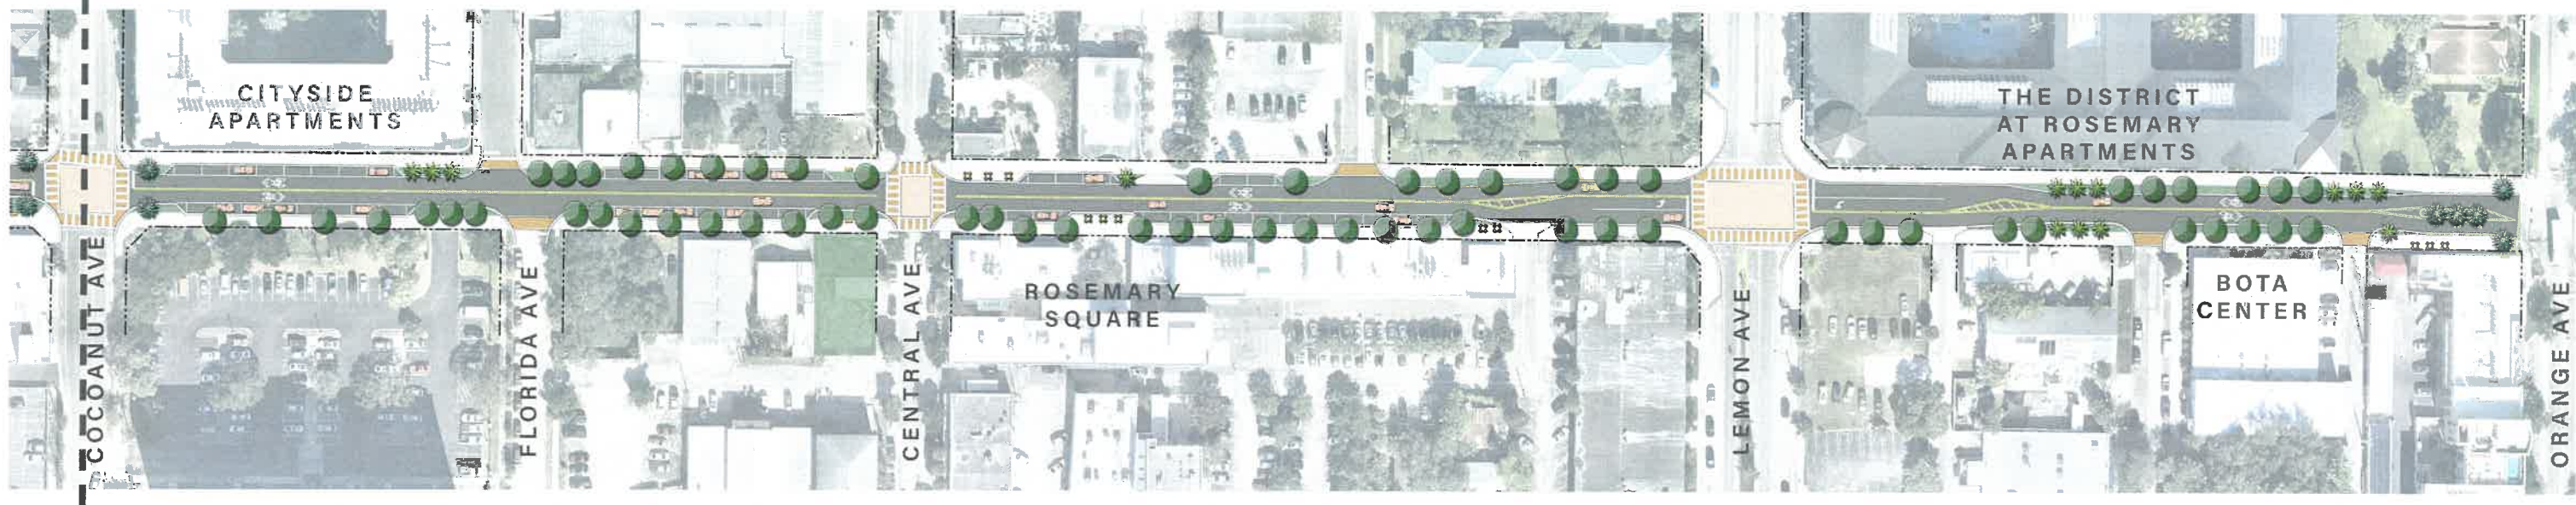 CITYSIDE
APARTMENTS
THE DISTRICT
AT ROSEMARY
APARTMENTS
COCOANUT AVE
FLORIDA AVE
CENTRAL AVE
ROSEMARY
SQUARE
LEMON AVE
BOTA
CENTER
ORANGE AVE